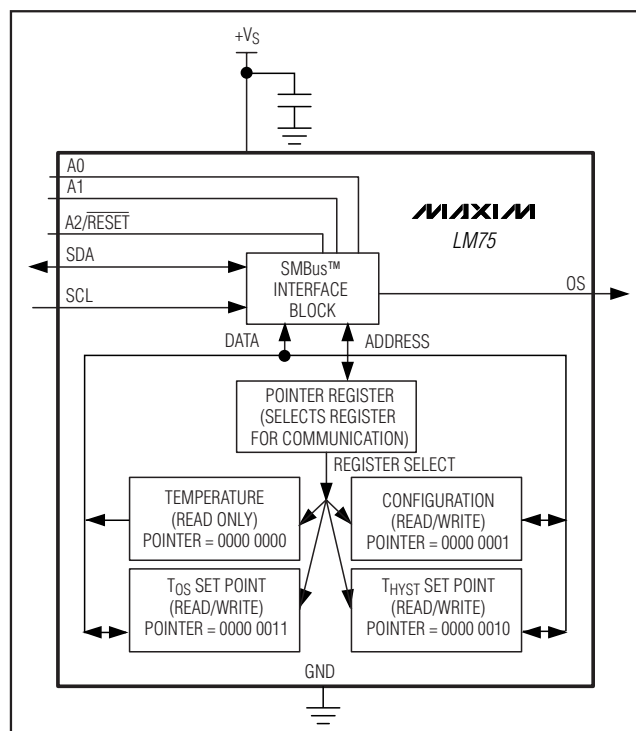 +VS
A0
A1
A2/RESET
SDA
SCL
MAXIM
LM75
SMBus™
INTERFACE
BLOCK
OS
DATA
ADDRESS
POINTER REGISTER
(SELECTS REGISTER
FOR COMMUNICATION)
REGISTER SELECT
TEMPERATURE
(READ ONLY)
POINTER = 0000 0000
CONFIGURATION
(READ/WRITE)
POINTER = 0000 0001
TOS SET POINT
(READ/WRITE)
POINTER = 0000 0011
THYST SET POINT
(READ/WRITE)
POINTER = 0000 0010
GND